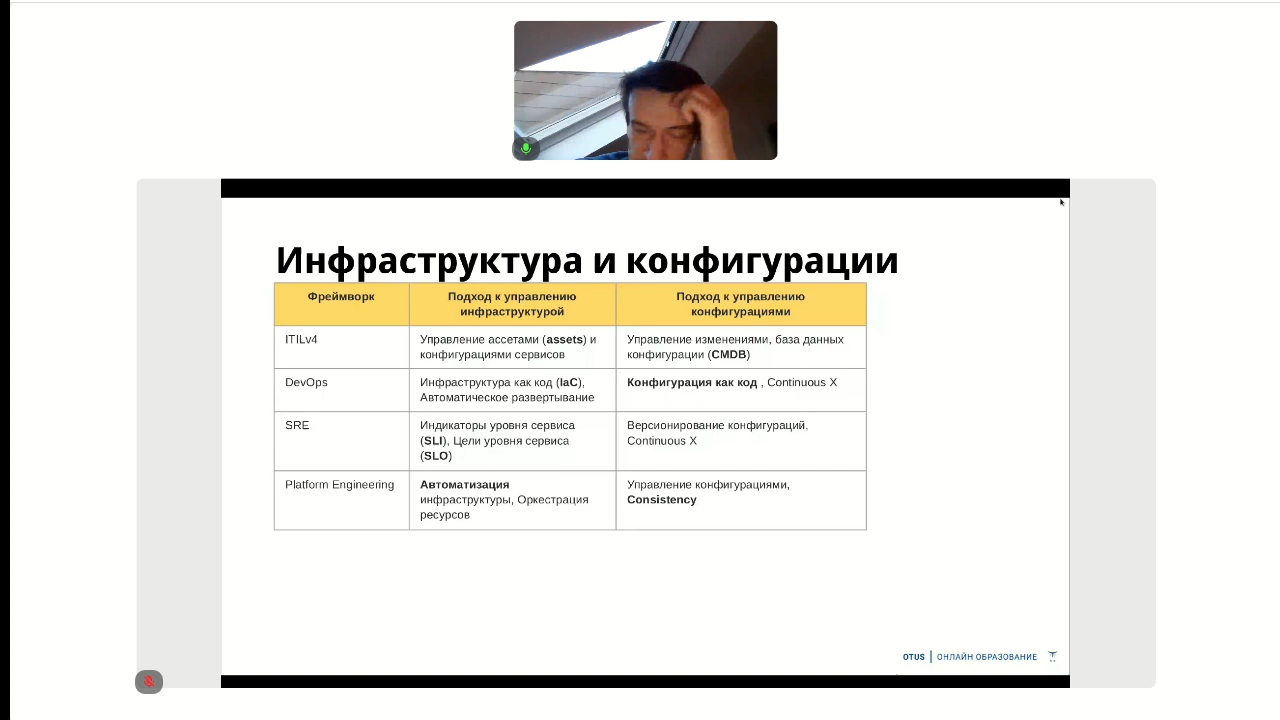 Инфраструктура и конфигурации
Фреймворк
Подход к управлению
инфраструктурой
Подход к управлению
конфигурациями
ITILv4
Управление ассетами (assets) и
конфигурациями сервисов
Управление изменениями, база данных
конфигурации (CMDB)
DevOps
Инфраструктура как код (IaC),
Автоматическое развертывание
Конфигурация как код , Continuous X
SRE
Индикаторы уровня сервиса
(SLI), Цели уровня сервиса
(SLO)
Версионирование конфигураций,
Continuous X
Platform Engineering
Автоматизация
инфраструктуры, Оркестрация
ресурсов
Управление конфигурациями,
Consistency
OTUS | ОНЛАЙН ОБРАЗОВАНИЕ